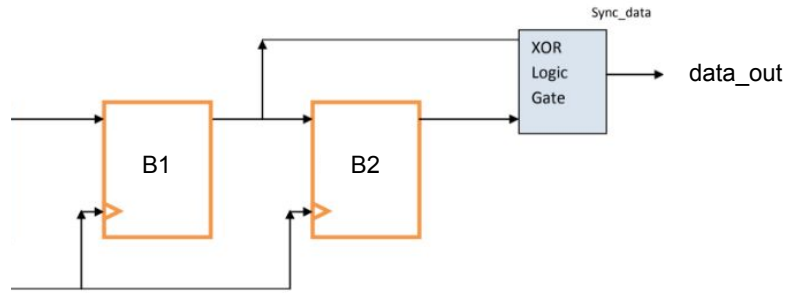 Sync_data
XOR
Logic
Gate
data_out
B1
B2